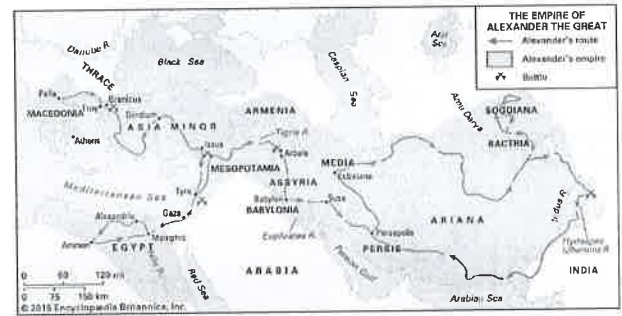 THE EMPIRE OF
ALEXANDER THE GREAT
Alexander's route
Alexander's empire
Battle
Danube R.
THRACE
Black Sea
Caspian
Sea
Pella
Granicus
MACEDONIA
Troy
Gordium
ARMENIA
Amu Darya
SOGDIANA
Athens
ASIA MINOR
Tigris R.
BACTRIA
Issus
Arbela
MEDIA
MESOPOTAMIA
Ecbatana
ASSYRIA
Mediterranean Sea
Tyre
Babylon
Susa
Indus R.
Alexandria
Gaza
BABYLONIA
ARIANA
Persepolis
Ammon
Memphis
Euphrates R.
EGYPT
PERSIS
Hydaspes
Persian Gulf
INDIA
ARABIA
Red Sea
Arabian Sea
0 60 120 mi
0 75 150 km
© 2015 Encyclopædia Britannica, Inc.